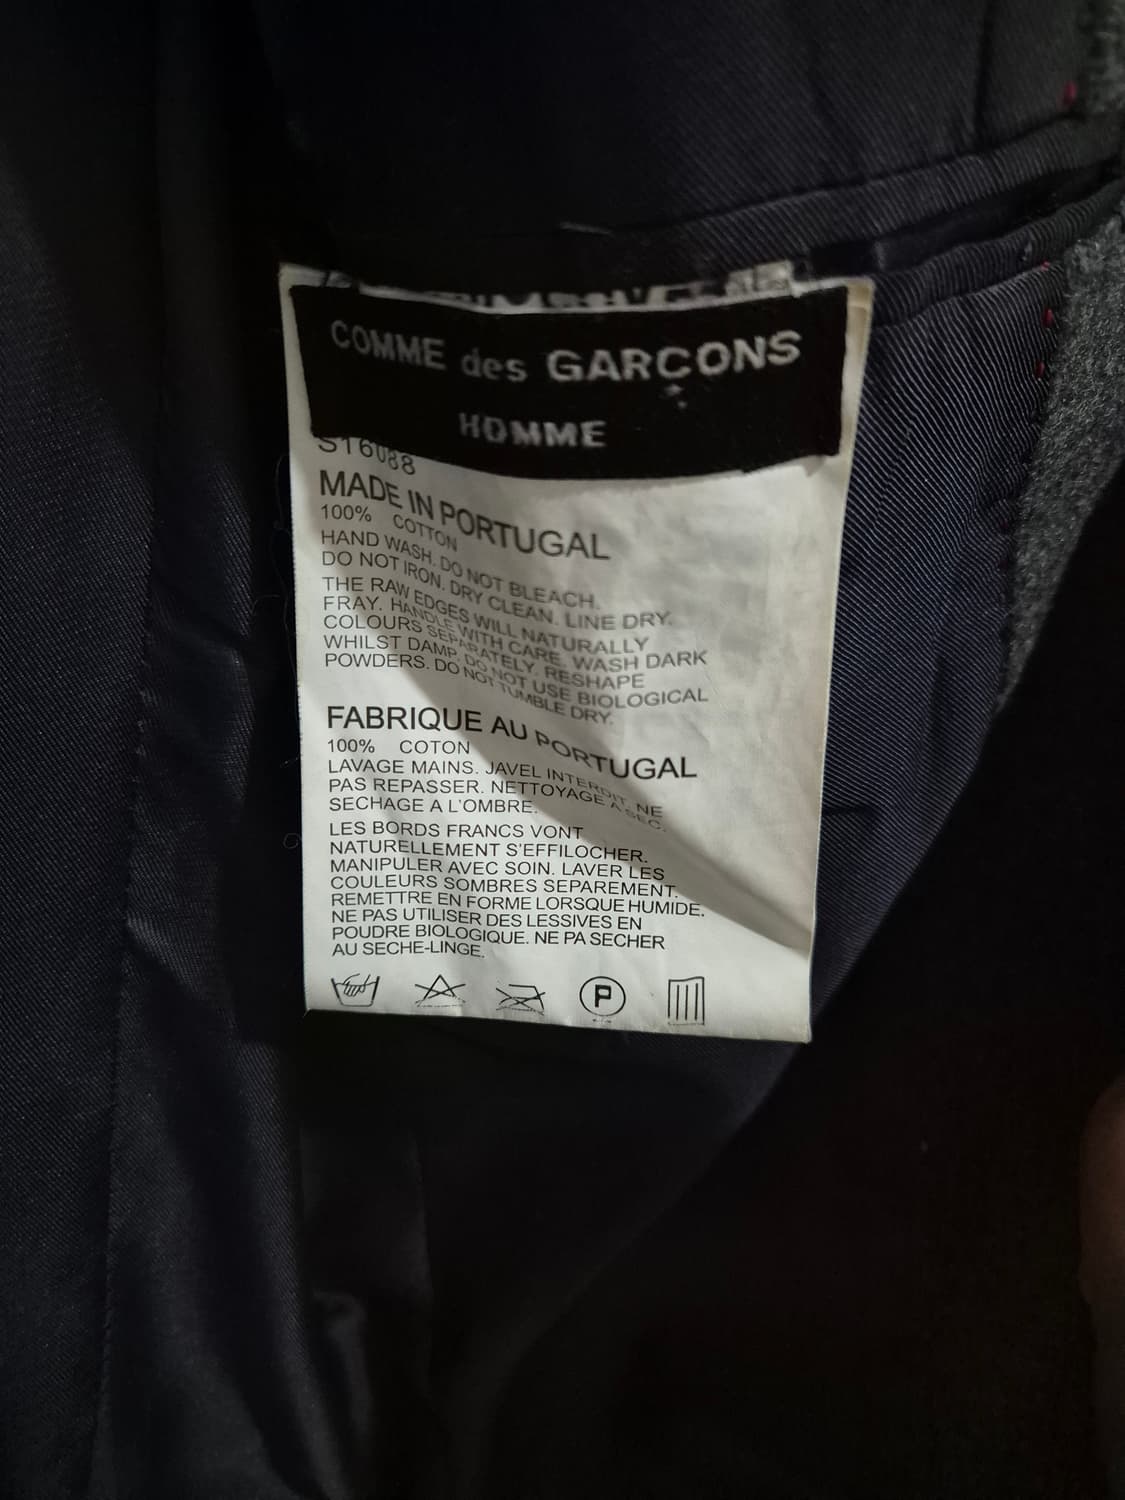 COMME des GARCONS
HOMME
S16088
MADE IN PORTUGAL
100% COTTON
HAND WASH. DO NOT BLEACH.
DO NOT IRON. DRY CLEAN. LINE DRY.
THE RAW EDGES WILL NATURALLY
FRAY. HANDLE WITH CARE. WASH DARK
COLOURS SEPARATELY. RESHAPE
WHILST DAMP. DO NOT USE BIOLOGICAL
POWDERS. DO NOT TUMBLE DRY.
FABRIQUE AU PORTUGAL
100% COTON
LAVAGE MAINS. JAVEL INTERDIT. NE
PAS REPASSER. NETTOYAGE A SEC.
SECHAGE A L'OMBRE.
LES BORDS FRANCS VONT
NATURELLEMENT S'EFFILOCHER.
MANIPULER AVEC SOIN. LAVER LES
COULEURS SOMBRES SEPAREMENT.
REMETTRE EN FORME LORSQUE HUMIDE.
NE PAS UTILISER DES LESSIVES EN
POUDRE BIOLOGIQUE. NE PA SECHER
AU SECHE-LINGE.
P